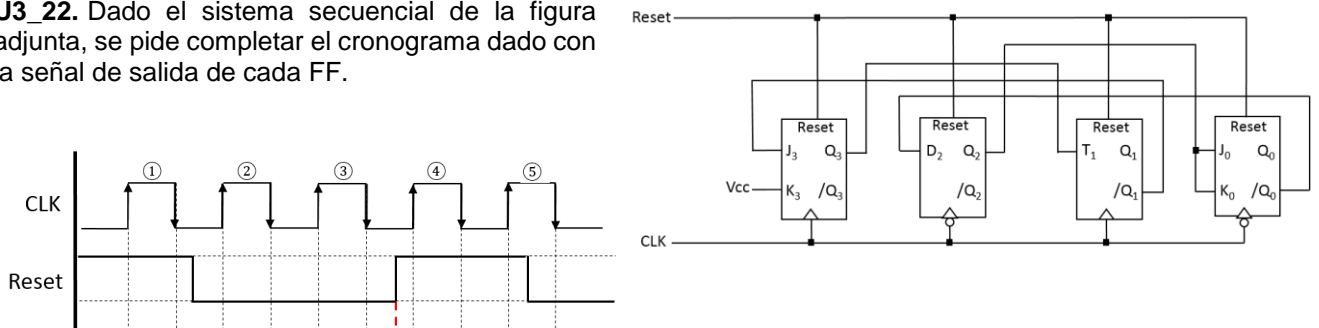 U3_22. Dado el sistema secuencial de la figura
adjunta, se pide completar el cronograma dado con
la señal de salida de cada FF.
① ② ③ ④ ⑤
CLK
Reset
Reset
Reset Reset Reset Reset
J3 Q3 D2 Q2 T1 Q1 J0 Q0
Vcc K3 /Q3 /Q2 /Q1 K0 /Q0
CLK